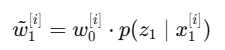 w̃₁^[i] = w₀^[i] · p(z₁ | x₁^[i])